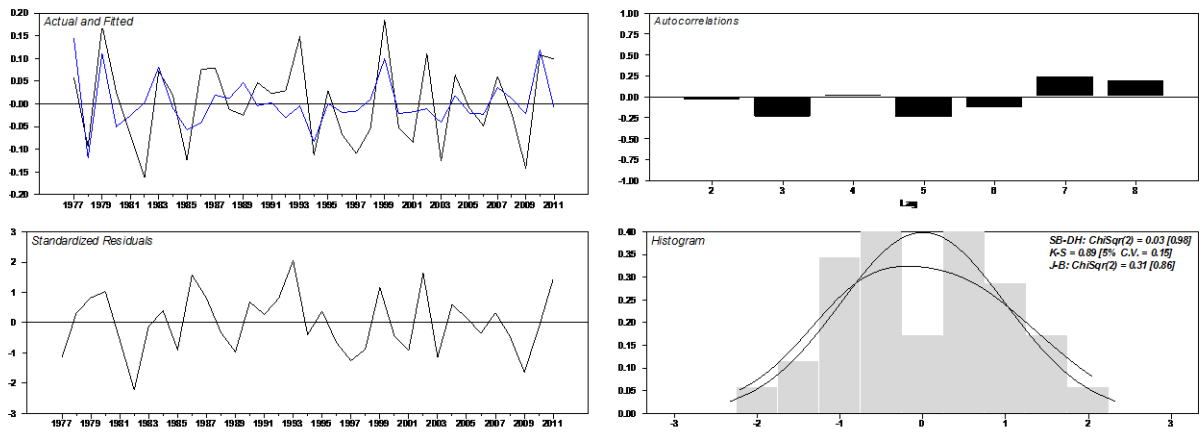 Actual and Fitted
0.20
0.15
0.10
0.05
-0.00
-0.05
-0.10
-0.15
0.20
1977 1979 1981 1983 1985 1987 1989 1991 1993 1995 1997 1999 2001 2003 2005 2007 2009 2011
Autocorrelations
1.00
0.75
0.50
0.25
0.00
-0.25
-0.50
-0.75
-1.00
2 3 4 5 6 7 8
Lag
Standardized Residuals
3
2
1
0
-1
-2
-3
1977 1979 1981 1983 1985 1987 1989 1991 1993 1995 1997 1999 2001 2003 2005 2007 2009 2011
Histogram
SB-DH: ChiSqr(2) = 0.03 [0.98]
K-S = 0.89 [5% C.V. = 0.15]
J-B: ChiSqr(2) = 0.31 [0.86]
0.40
0.35
0.30
0.25
0.20
0.15
0.10
0.05
0.00
-3 -2 -1 0 1 2 3